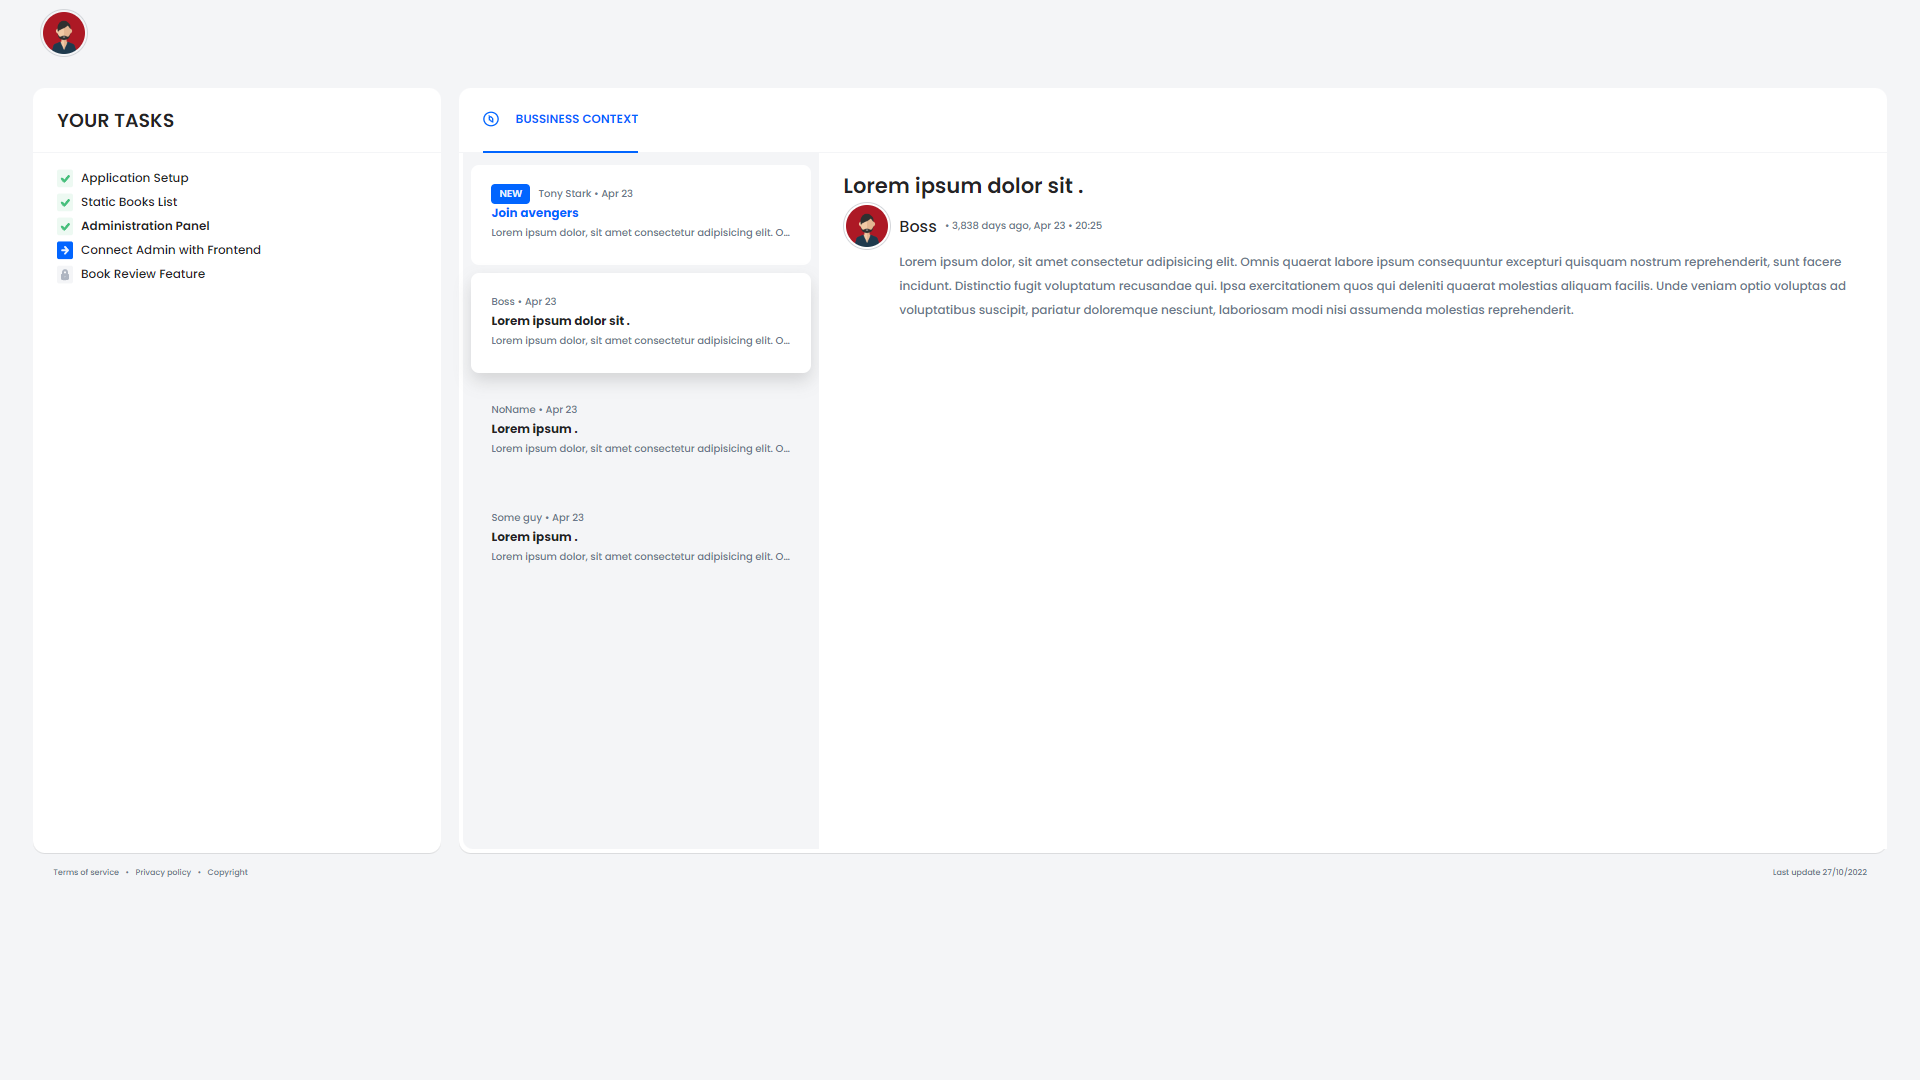 YOUR TASKS
Application Setup
Static Books List
Administration Panel
Connect Admin with Frontend
Book Review Feature
BUSSINESS CONTEXT
NEW Tony Stark • Apr 23
Join avengers
Lorem ipsum dolor, sit amet consectetur adipisicing elit. O...
Boss • Apr 23
Lorem ipsum dolor sit .
Lorem ipsum dolor, sit amet consectetur adipisicing elit. O...
NoName • Apr 23
Lorem ipsum .
Lorem ipsum dolor, sit amet consectetur adipisicing elit. O...
Some guy • Apr 23
Lorem ipsum .
Lorem ipsum dolor, sit amet consectetur adipisicing elit. O...
Lorem ipsum dolor sit .
Boss • 3,838 days ago, Apr 23 • 20:25
Lorem ipsum dolor, sit amet consectetur adipisicing elit. Omnis quaerat labore ipsum consequuntur excepturi quisquam nostrum reprehenderit, sunt facere
incidunt. Distinctio fugit voluptatum recusandae qui. Ipsa exercitationem quos qui deleniti quaerat molestias aliquam facilis. Unde veniam optio voluptas ad
voluptatibus suscipit, pariatur doloremque nesciunt, laboriosam modi nisi assumenda molestias reprehenderit.
Terms of service • Privacy policy • Copyright
Last update 27/10/2022